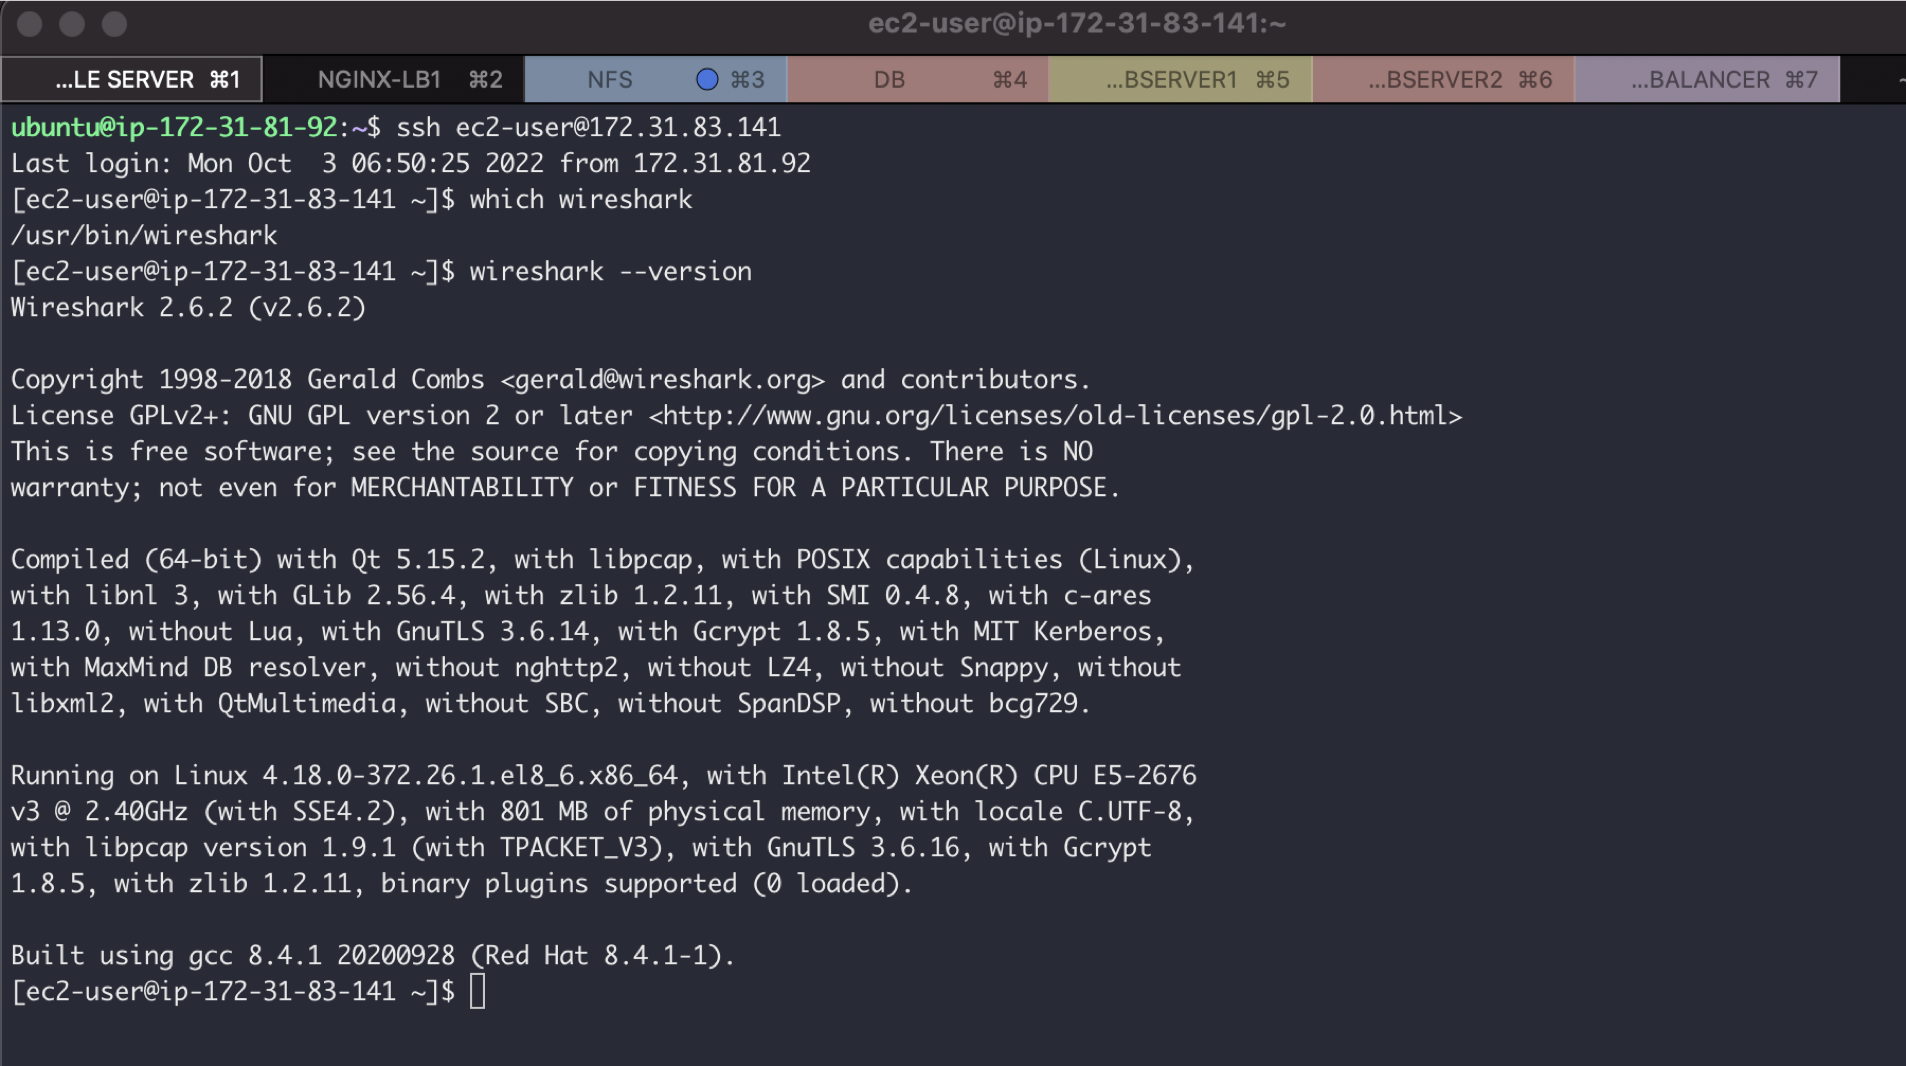 ec2-user@ip-172-31-83-141:~
...LE SERVER ⌘1 NGINX-LB1 ⌘2 NFS ⌘3 DB ⌘4 ...BSERVER1 ⌘5 ...BSERVER2 ⌘6 ...BALANCER ⌘7 ~
ubuntu@ip-172-31-81-92:~$ ssh ec2-user@172.31.83.141
Last login: Mon Oct  3 06:50:25 2022 from 172.31.81.92
[ec2-user@ip-172-31-83-141 ~]$ which wireshark
/usr/bin/wireshark
[ec2-user@ip-172-31-83-141 ~]$ wireshark --version
Wireshark 2.6.2 (v2.6.2)
Copyright 1998-2018 Gerald Combs <gerald@wireshark.org> and contributors.
License GPLv2+: GNU GPL version 2 or later <http://www.gnu.org/licenses/old-licenses/gpl-2.0.html>
This is free software; see the source for copying conditions. There is NO
warranty; not even for MERCHANTABILITY or FITNESS FOR A PARTICULAR PURPOSE.
Compiled (64-bit) with Qt 5.15.2, with libpcap, with POSIX capabilities (Linux),
with libnl 3, with GLib 2.56.4, with zlib 1.2.11, with SMI 0.4.8, with c-ares
1.13.0, without Lua, with GnuTLS 3.6.14, with Gcrypt 1.8.5, with MIT Kerberos,
with MaxMind DB resolver, without nghttp2, without LZ4, without Snappy, without
libxml2, with QtMultimedia, without SBC, without SpanDSP, without bcg729.
Running on Linux 4.18.0-372.26.1.el8_6.x86_64, with Intel(R) Xeon(R) CPU E5-2676
v3 @ 2.40GHz (with SSE4.2), with 801 MB of physical memory, with locale C.UTF-8,
with libpcap version 1.9.1 (with TPACKET_V3), with GnuTLS 3.6.16, with Gcrypt
1.8.5, with zlib 1.2.11, binary plugins supported (0 loaded).
Built using gcc 8.4.1 20200928 (Red Hat 8.4.1-1).
[ec2-user@ip-172-31-83-141 ~]$